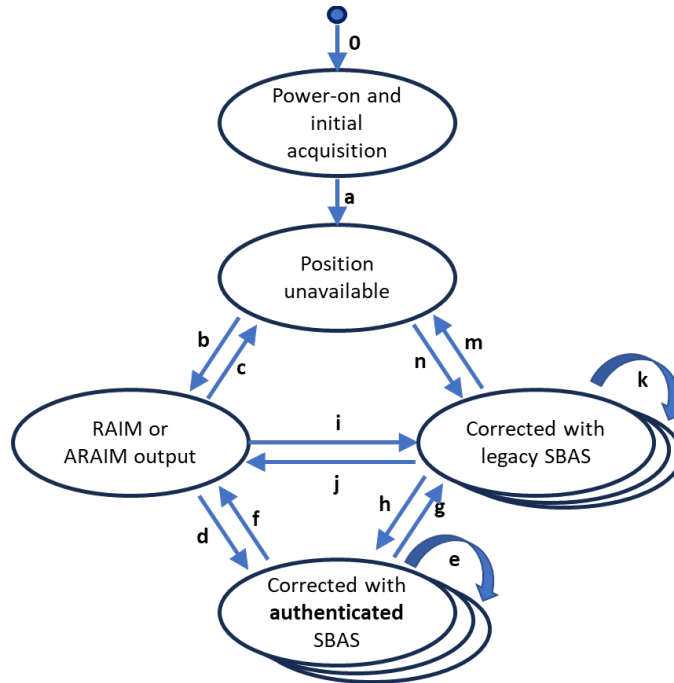 0
Power-on and
initial
acquisition
a
Position
unavailable
b
c
n
m
k
RAIM or
ARAIM output
i
j
Corrected with
legacy SBAS
d
f
h
g
e
Corrected with
authenticated
SBAS